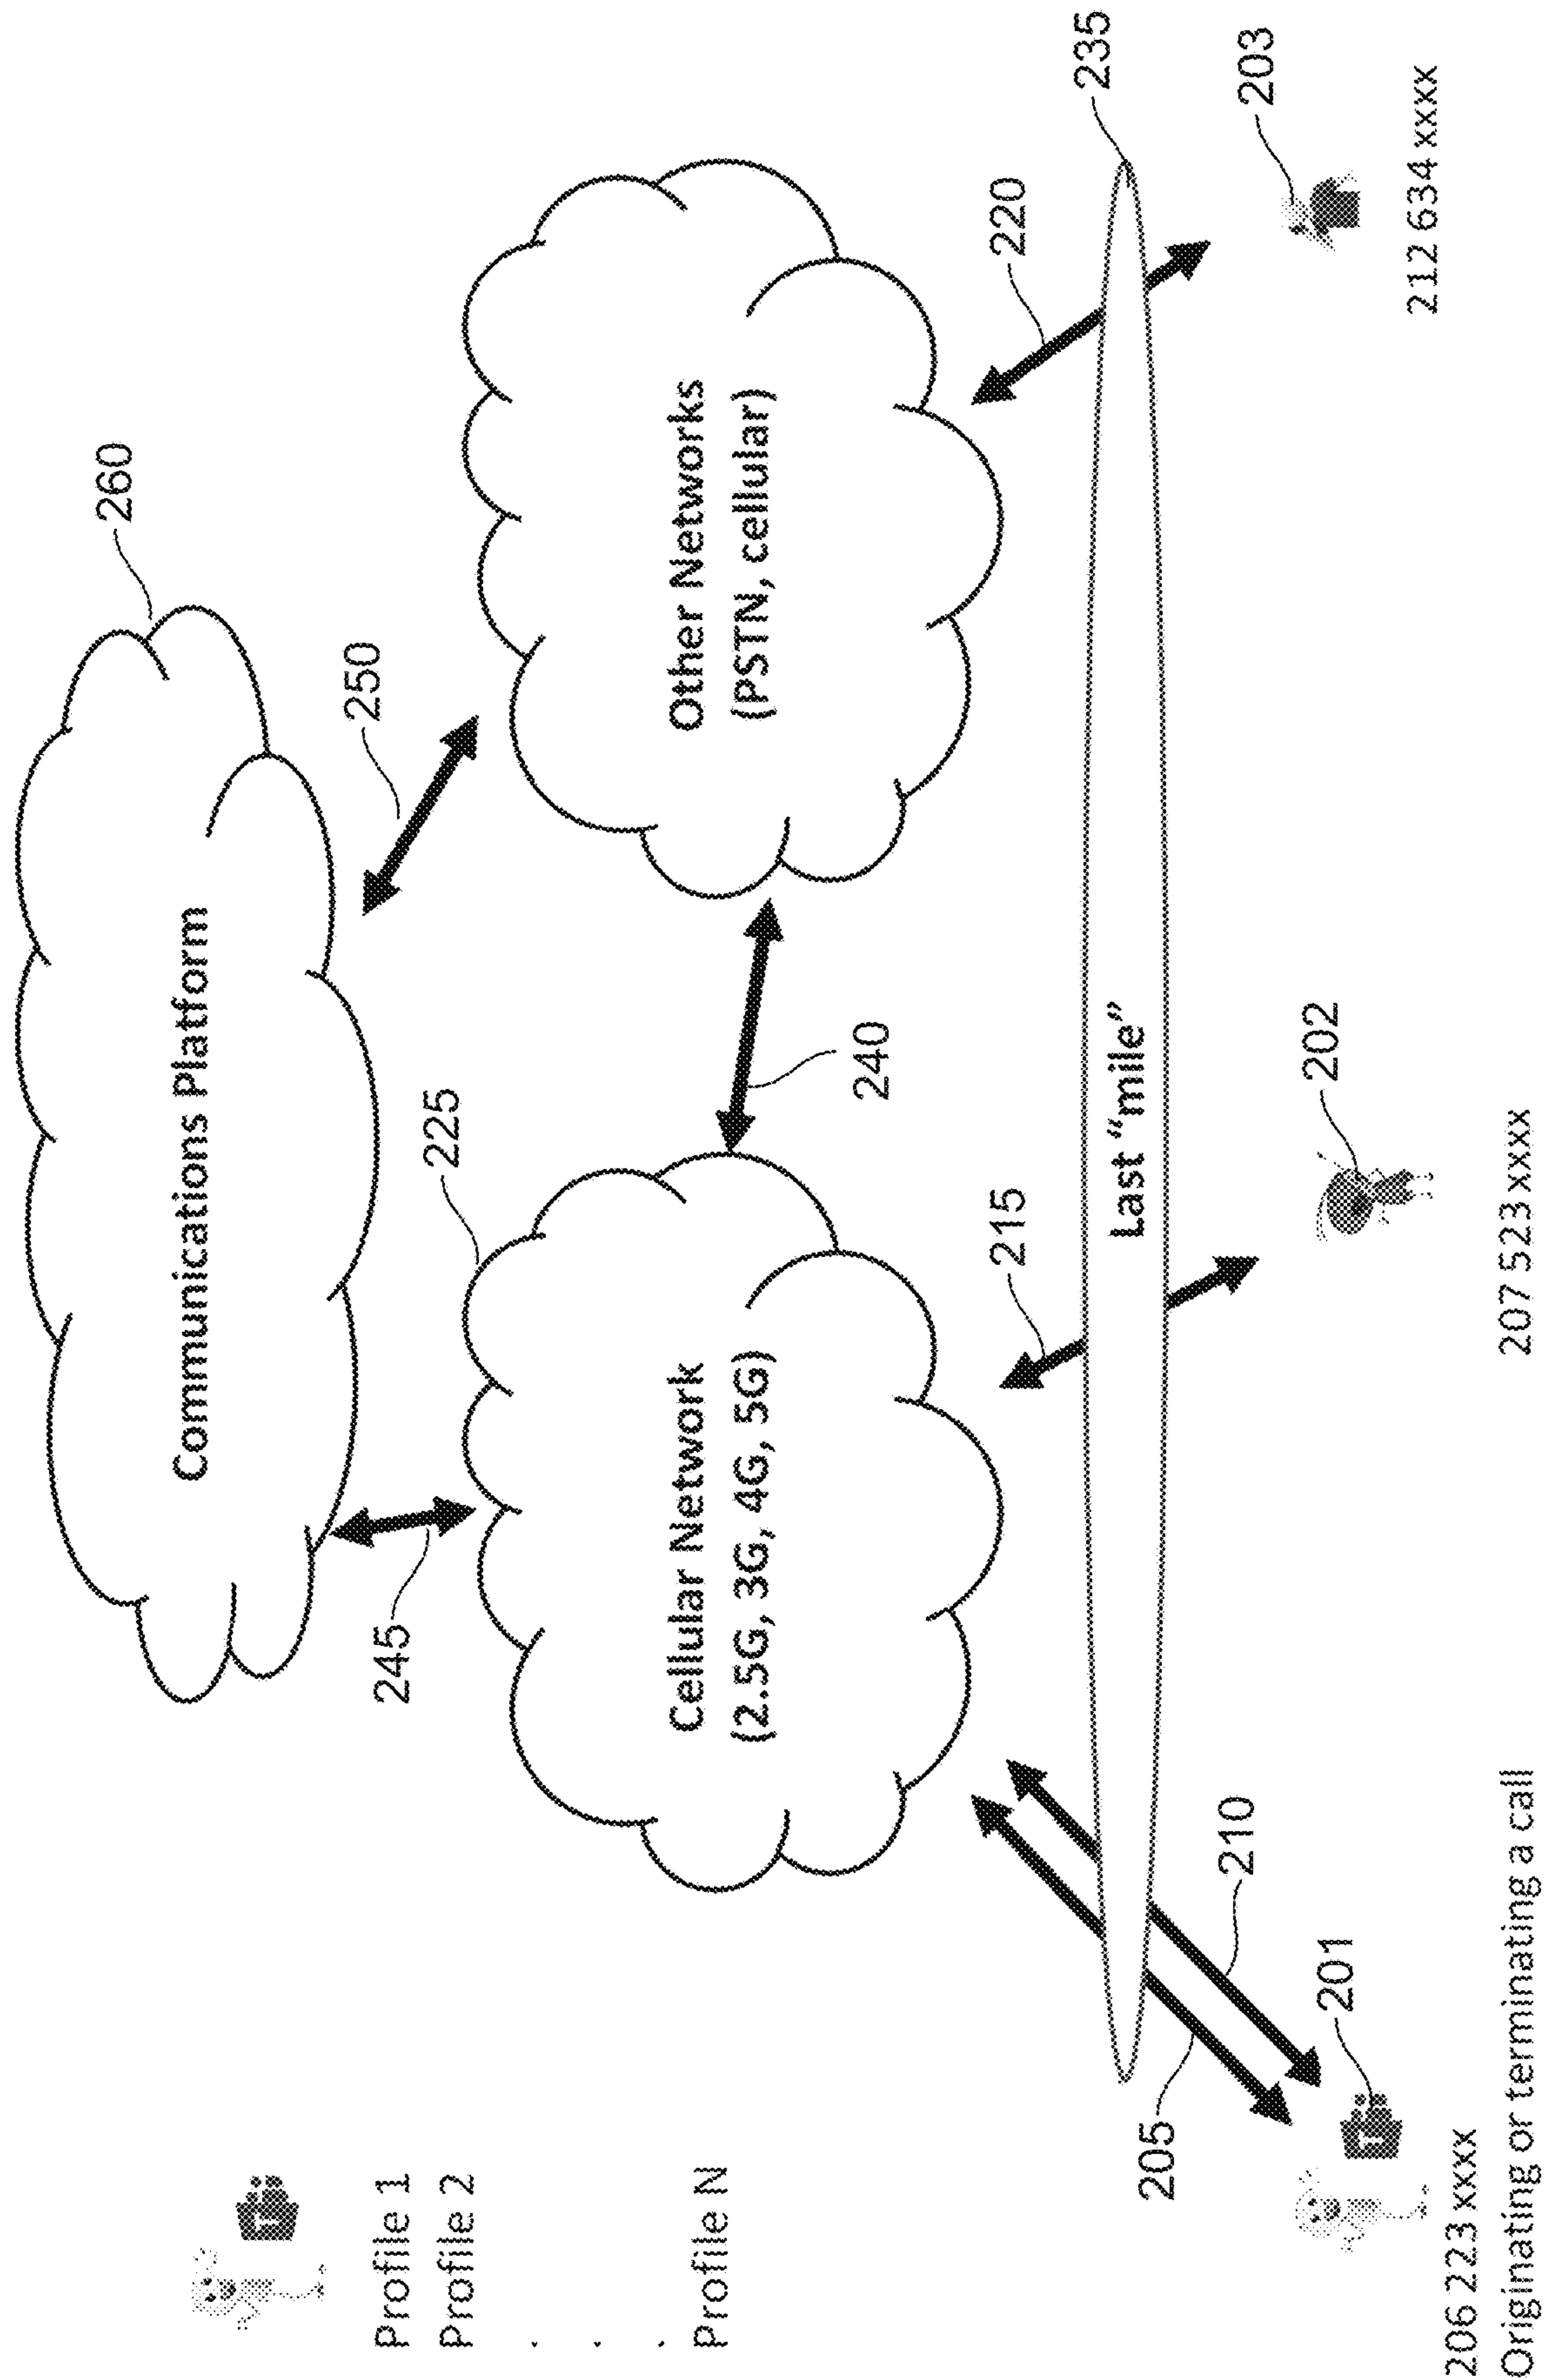 Communications Platform
260
Profile 1
Profile 2
.
.
.
Profile N
245
225
250
Cellular Network
(2.5G, 3G, 4G, 5G)
Other Networks
(PSTN, cellular)
240
215
220
235
Last “mile”
205
210
201
T
T
202
203
206 223 xxxx
Originating or terminating a call
207 523 xxxx
212 634 xxxx